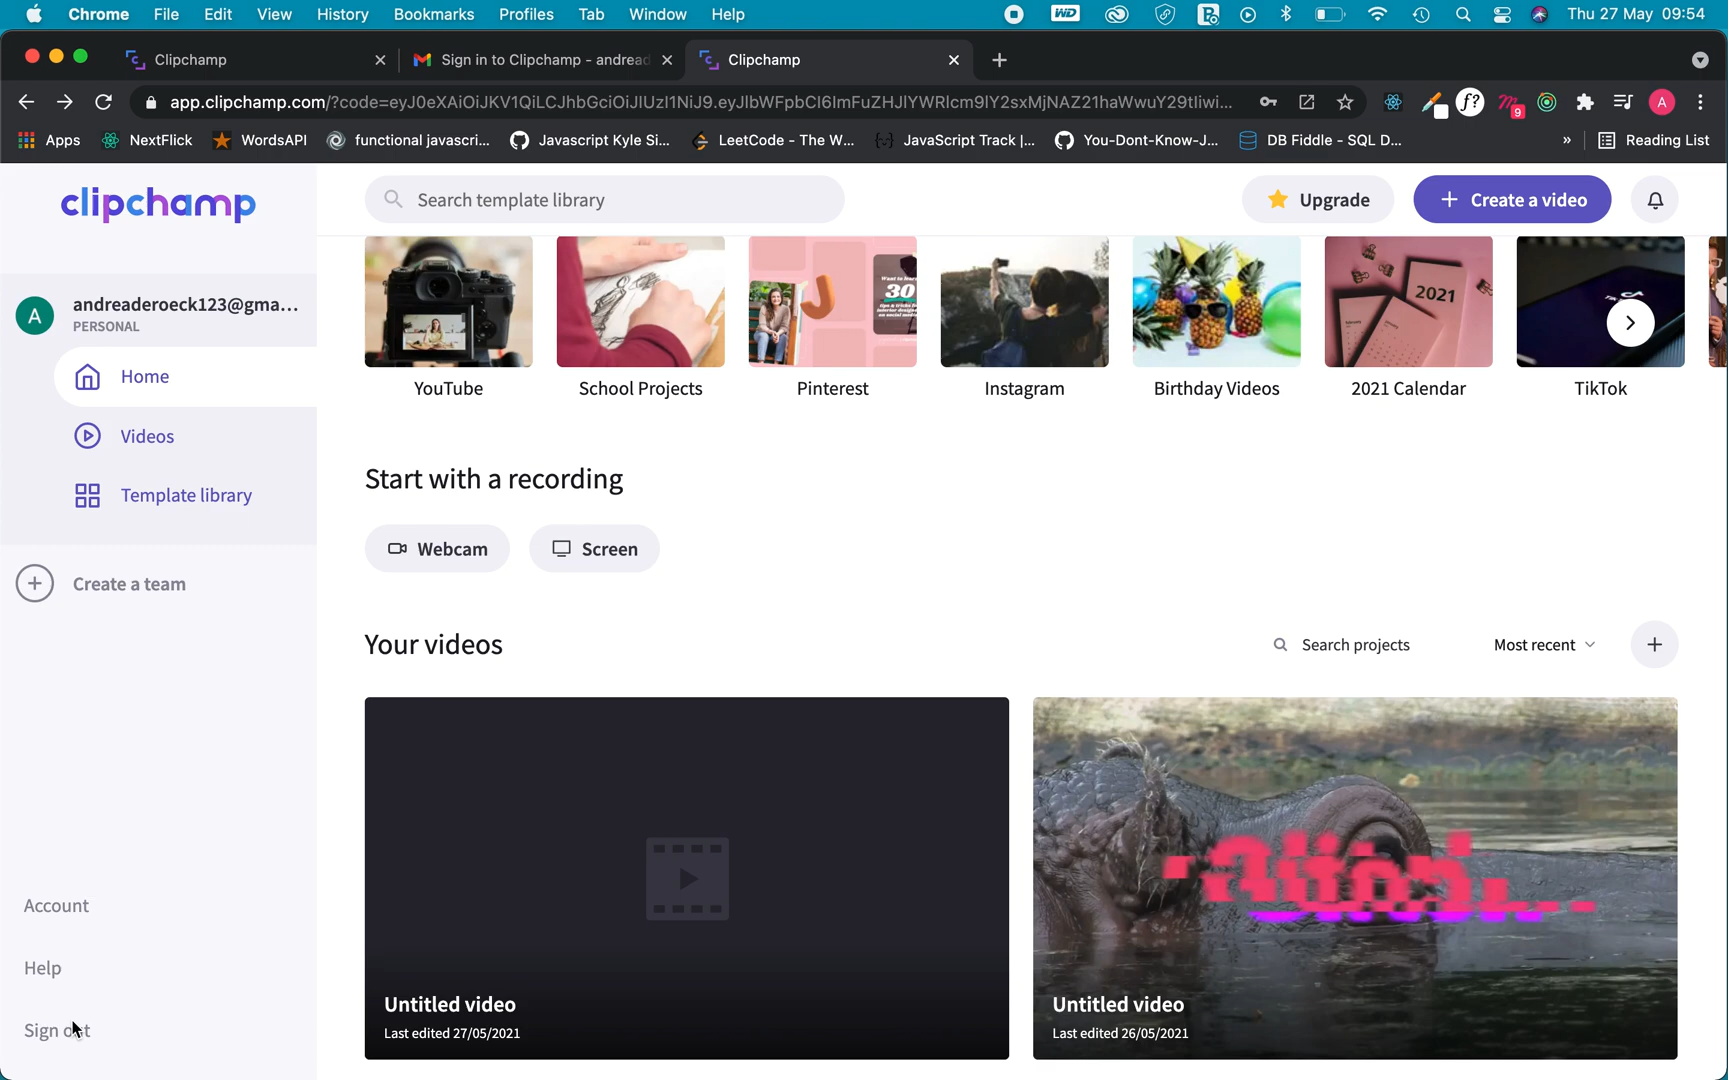 Chrome File Edit View History Bookmarks Profiles Tab Window Help WD Thu 27 May 09:54
Clipchamp Sign in to Clipchamp - andread Clipchamp
app.clipchamp.com
Apps NextFlick WordsAPI functional javascri... Javascript Kyle Si... LeetCode - The W... JavaScript Track |... You-Dont-Know-J... DB Fiddle - SQL D... » Reading List
clipchamp
Search template library
Upgrade
Create a video
A
andreaderoeck123@gma...
PERSONAL
Home
Videos
Template library
Create a team
Account
Help
Sign out
YouTube School Projects Pinterest Instagram Birthday Videos 2021 Calendar TikTok
2021
Start with a recording
Webcam Screen
Your videos
Search projects Most recent
Untitled video
Last edited 27/05/2021
Untitled video
Last edited 26/05/2021